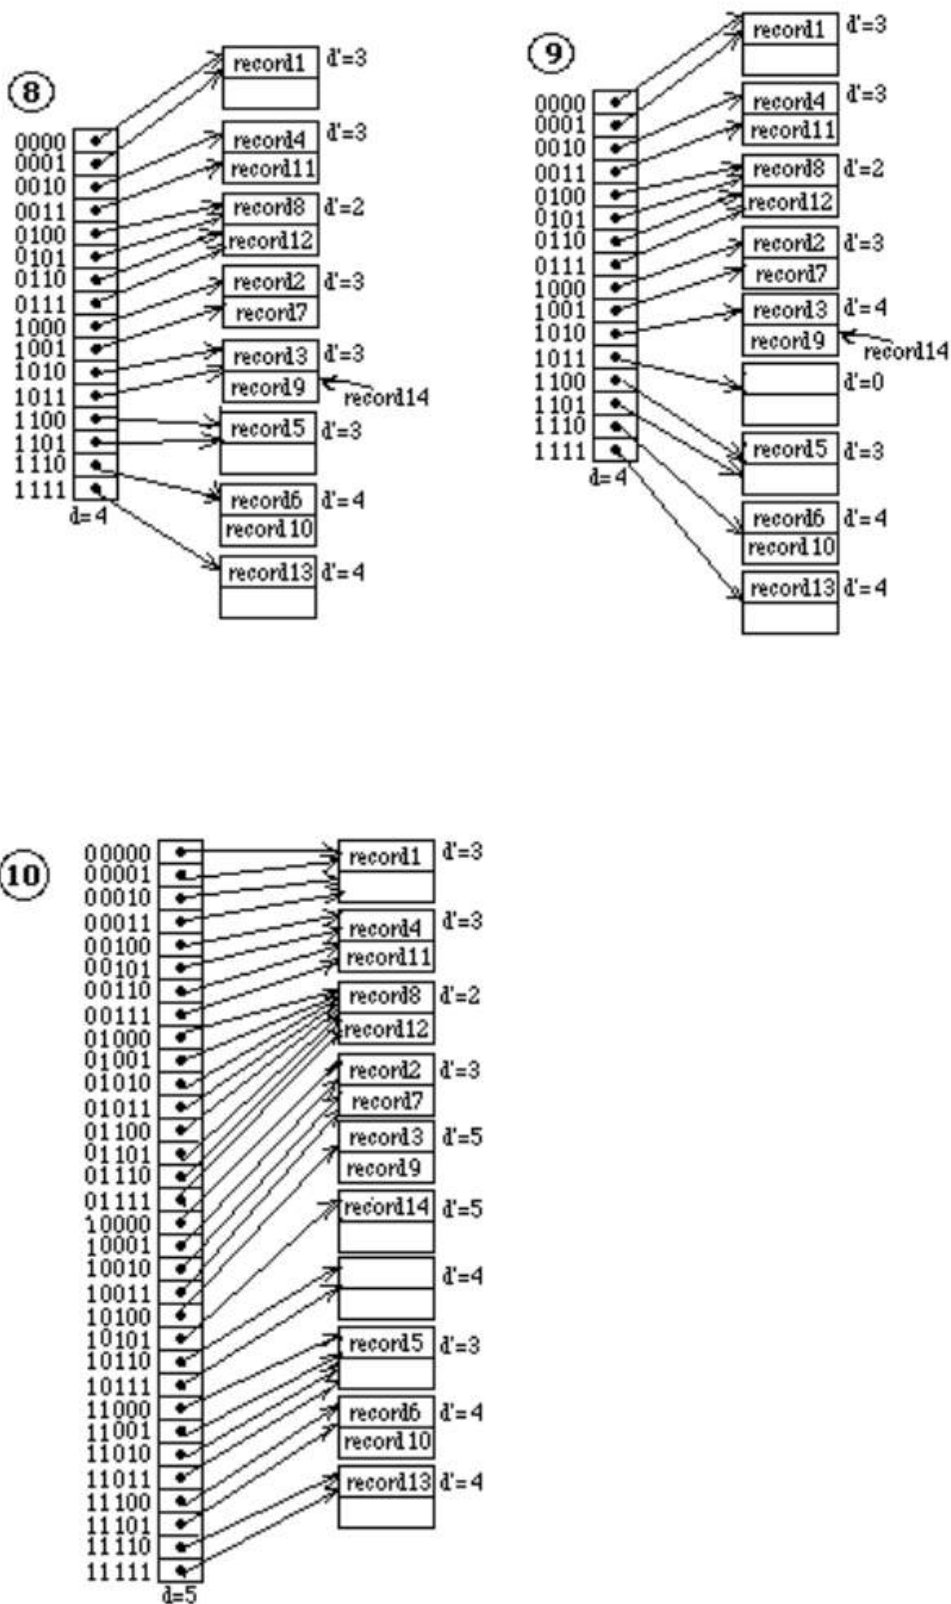 8
0000
0001
0010
0011
0100
0101
0110
0111
1000
1001
1010
1011
1100
1101
1110
1111
d=4
record1 d'=3
record4 d'=3
record11
record8 d'=2
record12
record2 d'=3
record7
record3 d'=3
record9
record14
record5 d'=3
record6 d'=4
record10
record13 d'=4
9
0000
0001
0010
0011
0100
0101
0110
0111
1000
1001
1010
1011
1100
1101
1110
1111
d=4
record1 d'=3
record4 d'=3
record11
record8 d'=2
record12
record2 d'=3
record7
record3 d'=4
record9
record14
d'=0
record5 d'=3
record6 d'=4
record10
record13 d'=4
10
00000
00001
00010
00011
00100
00101
00110
00111
01000
01001
01010
01011
01100
01101
01110
01111
10000
10001
10010
10011
10100
10101
10110
10111
11000
11001
11010
11011
11100
11101
11110
11111
d=5
record1 d'=3
record4 d'=3
record11
record8 d'=2
record12
record2 d'=3
record7
record3 d'=5
record9
record14 d'=5
d'=4
record5 d'=3
record6 d'=4
record10
record13 d'=4